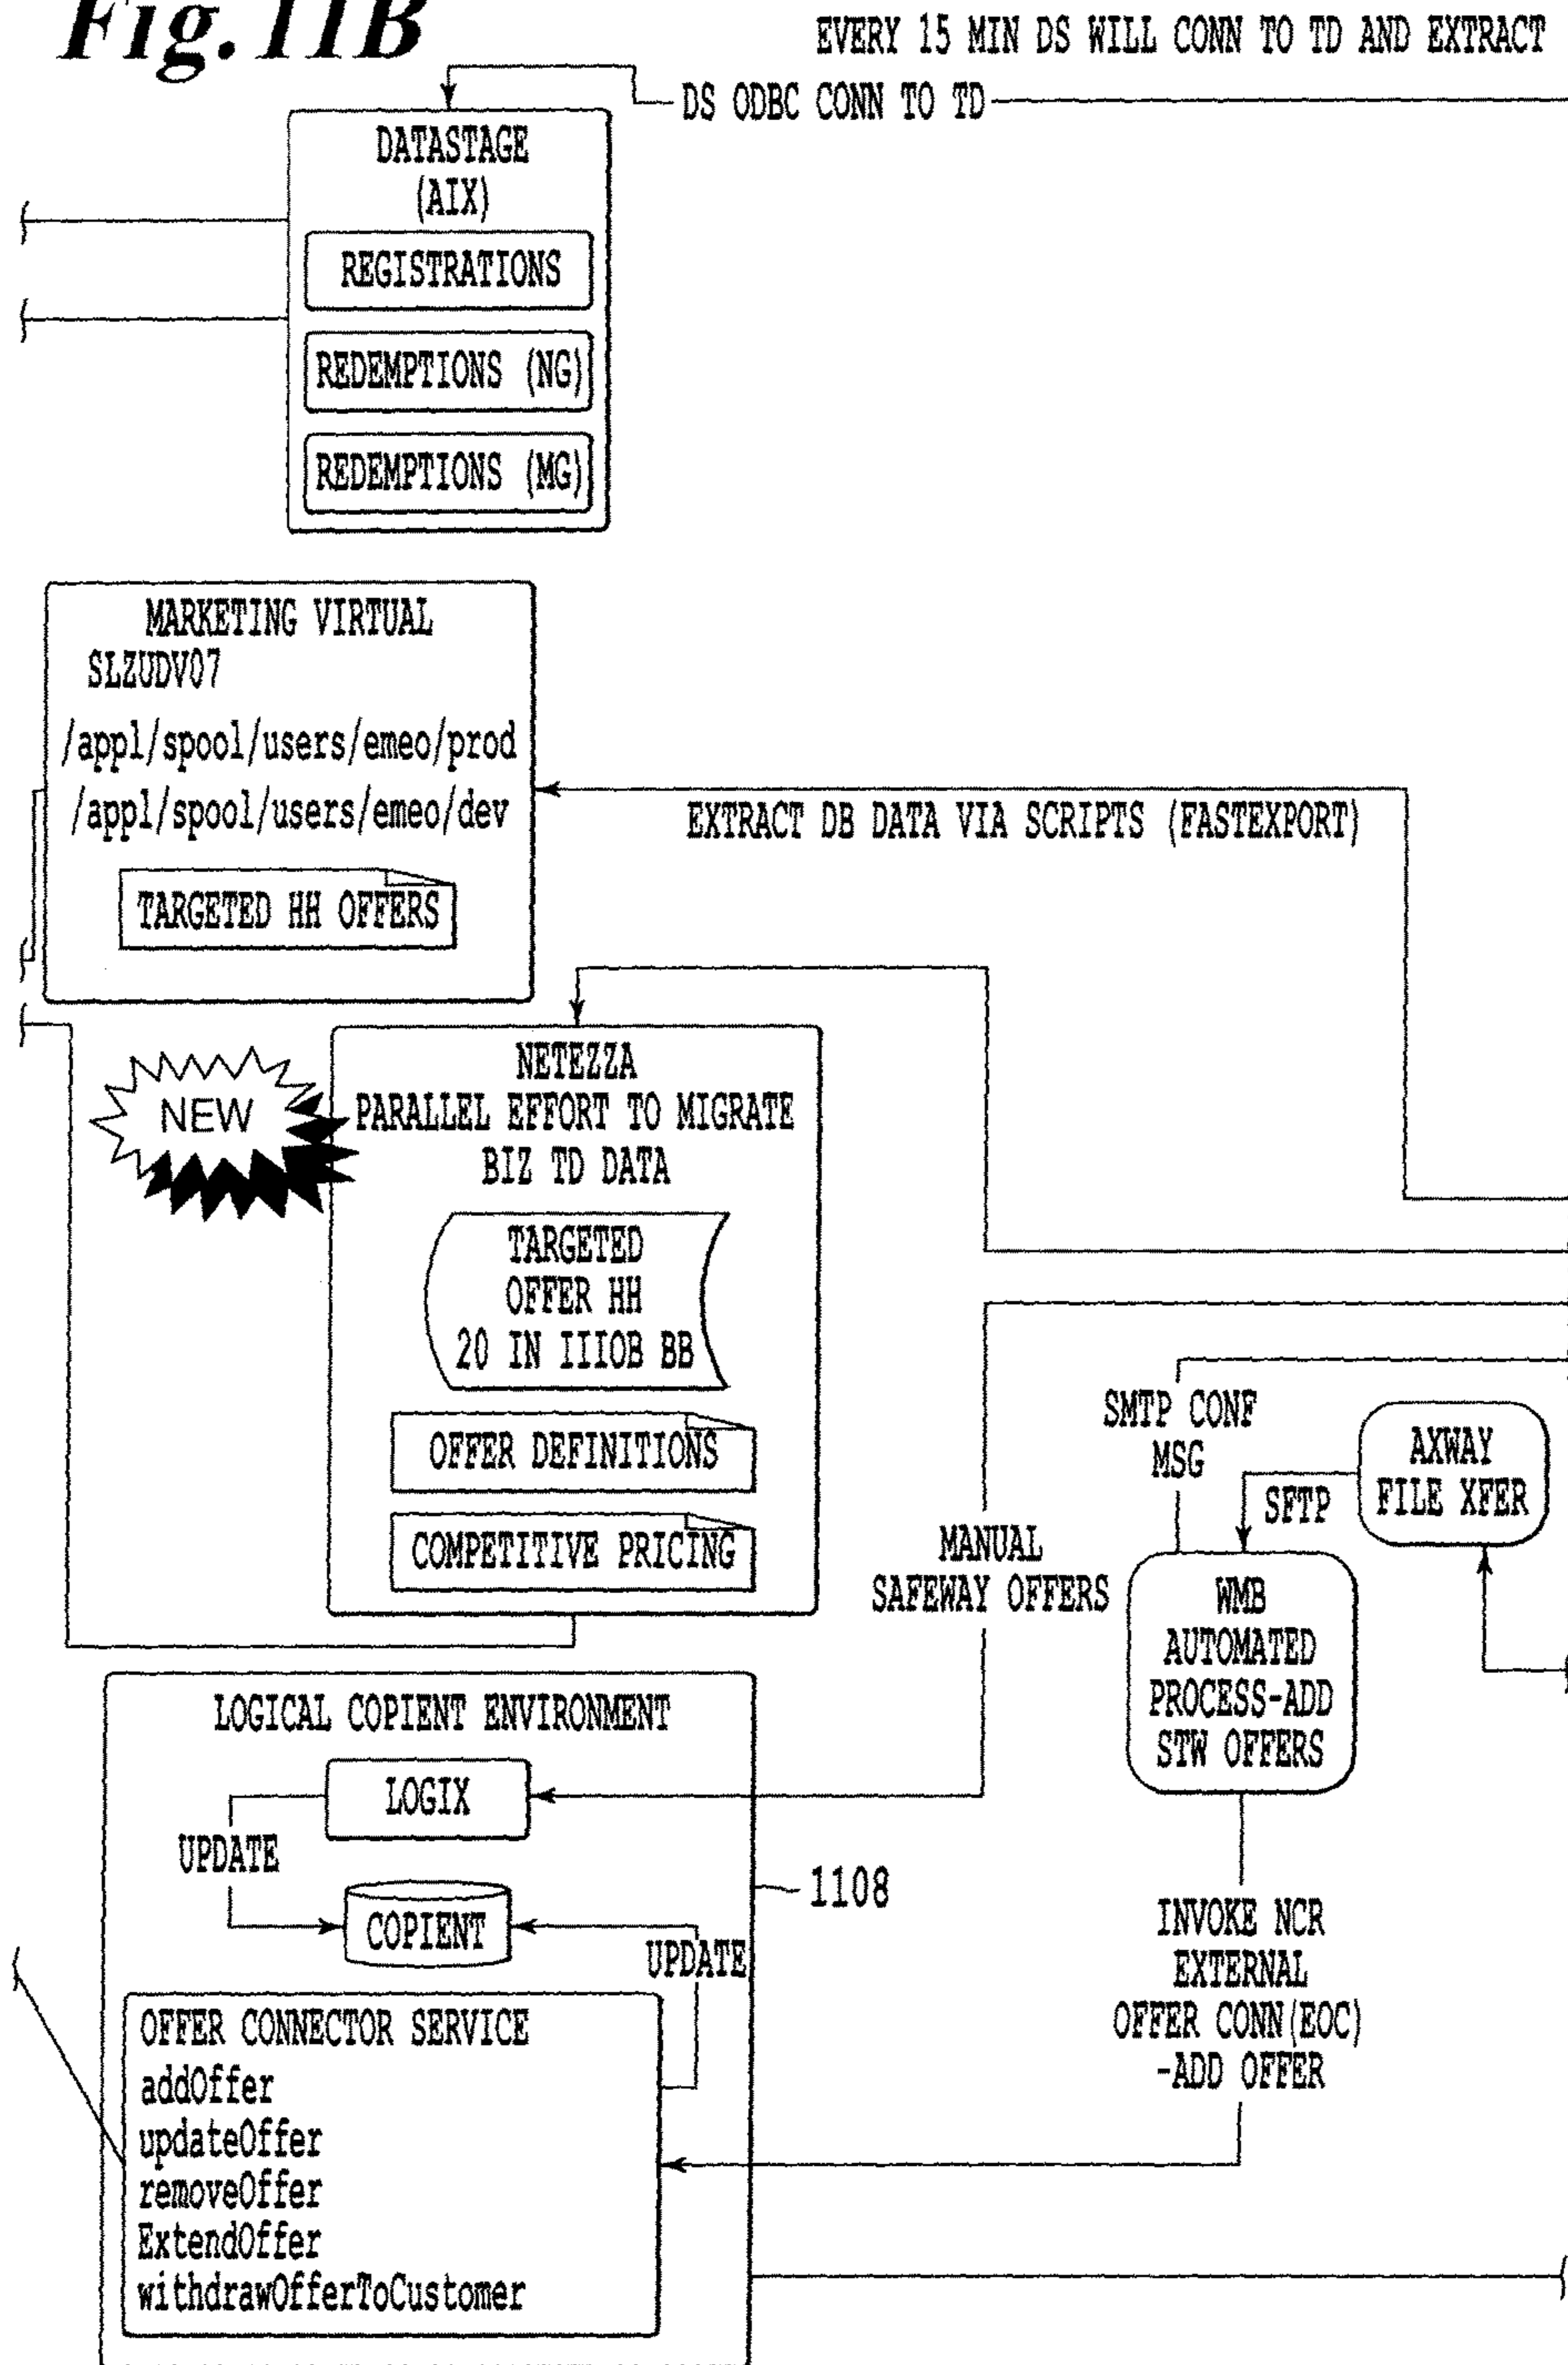 Fig. 11B
EVERY 15 MIN DS WILL CONN TO TD AND EXTRACT
DS ODBC CONN TO TD
DATASTAGE
(AIX)
REGISTRATIONS
REDEMPTIONS (NG)
REDEMPTIONS (MG)
MARKETING VIRTUAL
SLZUDV07
/appl/spool/users/emeo/prod
/appl/spool/users/emeo/dev
TARGETED HH OFFERS
EXTRACT DB DATA VIA SCRIPTS (FASTEXPORT)
NEW
NETEZZA
PARALLEL EFFORT TO MIGRATE
BIZ TD DATA
TARGETED
OFFER HH
20 IN IIIOB BB
OFFER DEFINITIONS
COMPETITIVE PRICING
SMTP CONF
MSG
AXWAY
FILE XFER
SFTP
MANUAL
SAFEWAY OFFERS
WMB
AUTOMATED
PROCESS-ADD
STW OFFERS
LOGICAL COPIENT ENVIRONMENT
LOGIX
UPDATE
COPIENT
1108
UPDATE
INVOKE NCR
EXTERNAL
OFFER CONN(EOC)
-ADD OFFER
OFFER CONNECTOR SERVICE
addOffer
updateOffer
removeOffer
ExtendOffer
withdrawOfferToCustomer